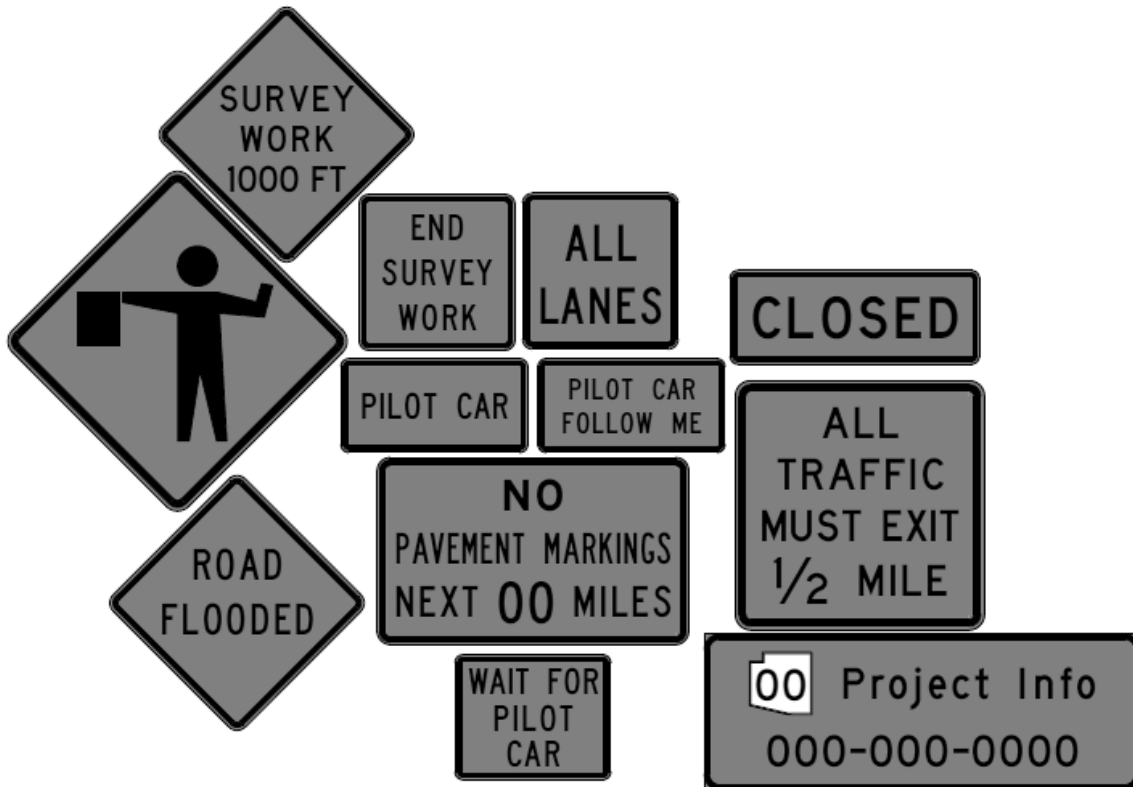 SURVEY
WORK
1000 FT
END
SURVEY
WORK
ALL
LANES
CLOSED
PILOT CAR
PILOT CAR
FOLLOW ME
ALL
TRAFFIC
MUST EXIT
1/2 MILE
NO
PAVEMENT MARKINGS
NEXT 00 MILES
ROAD
FLOODED
WAIT FOR
PILOT
CAR
00 Project Info
000-000-0000